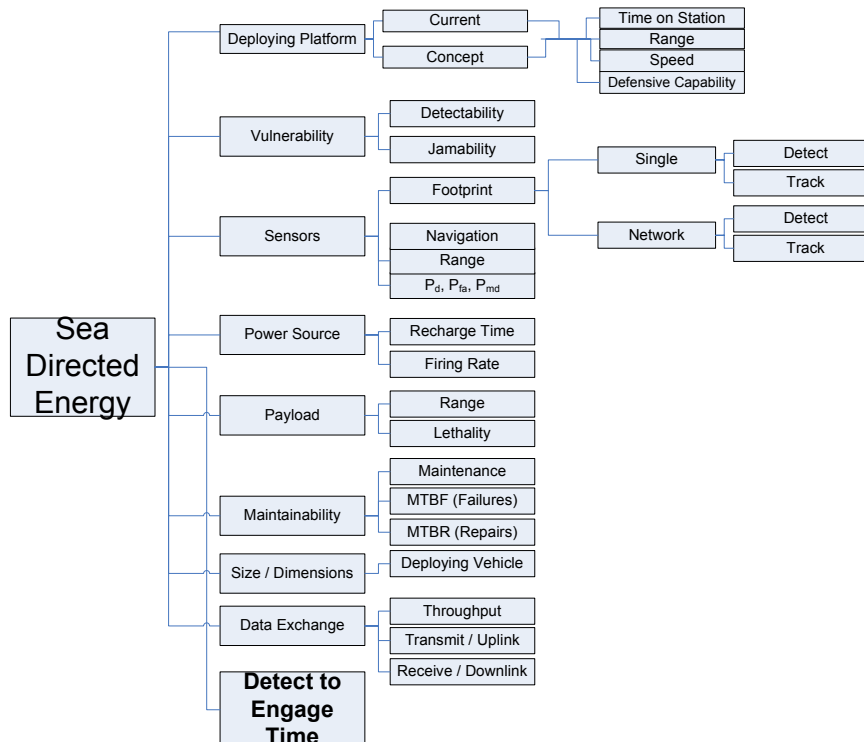 Sea
Directed
Energy
Deploying Platform
Current
Concept
Time on Station
Range
Speed
Defensive Capability
Vulnerability
Detectability
Jamability
Sensors
Footprint
Single
Detect
Track
Network
Detect
Track
Navigation
Range
Pd, Pfa, Pmd
Power Source
Recharge Time
Firing Rate
Payload
Range
Lethality
Maintainability
Maintenance
MTBF (Failures)
MTBR (Repairs)
Size / Dimensions
Deploying Vehicle
Data Exchange
Throughput
Transmit / Uplink
Receive / Downlink
Detect to
Engage
Time